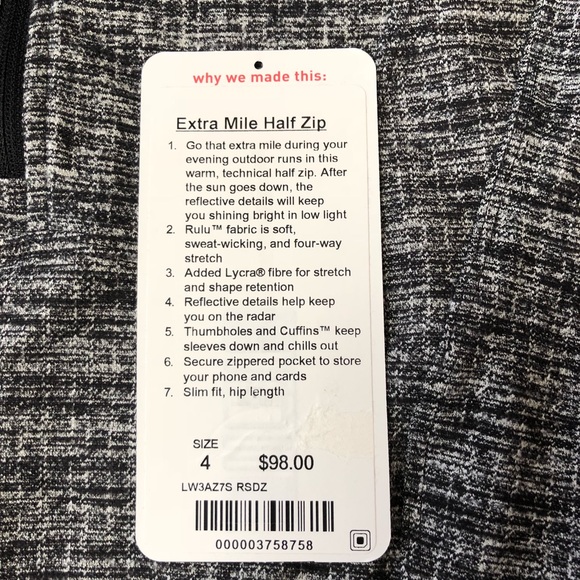 why we made this:
Extra Mile Half Zip
1. Go that extra mile during your
evening outdoor runs in this
warm, technical half zip. After
the sun goes down, the
reflective details will keep
you shining bright in low light
2. Rulu™ fabric is soft,
sweat-wicking, and four-way
stretch
3. Added Lycra® fibre for stretch
and shape retention
4. Reflective details help keep
you on the radar
5. Thumbholes and Cuffins™ keep
sleeves down and chills out
6. Secure zippered pocket to store
your phone and cards
7. Slim fit, hip length
SIZE
4 $98.00
LW3AZ7S RSDZ
000003758758